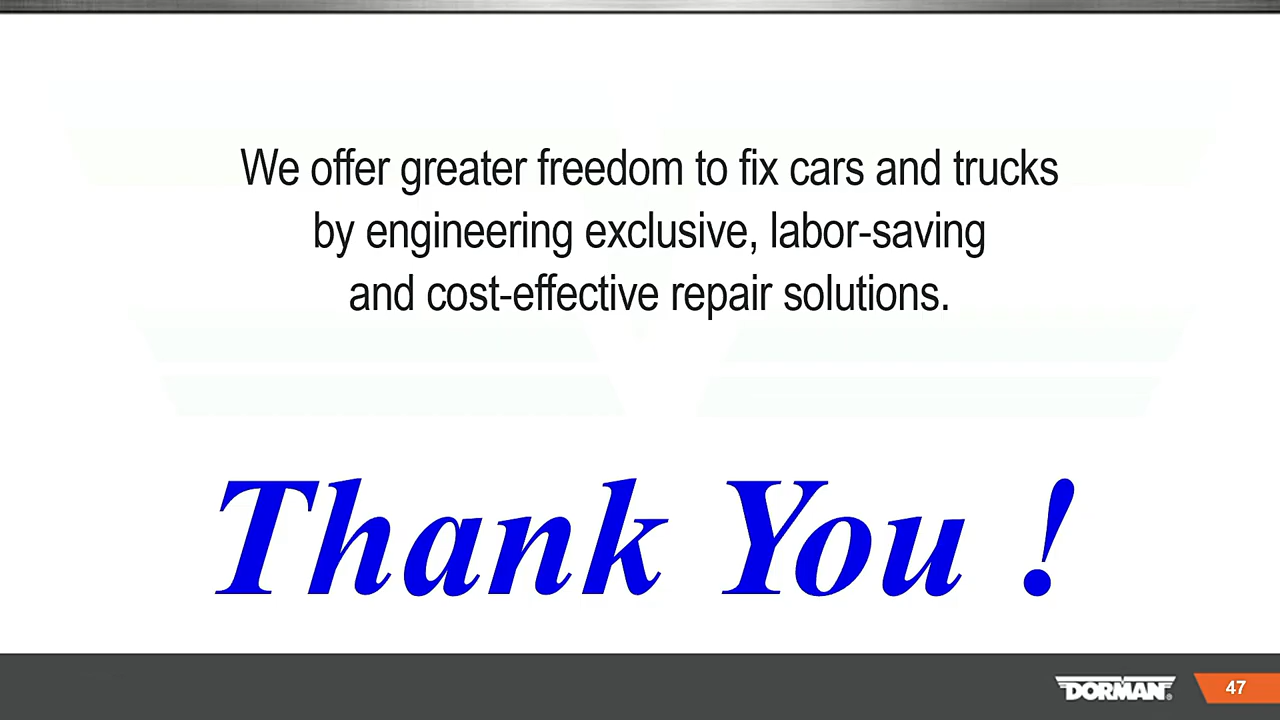 We offer greater freedom to fix cars and trucks
by engineering exclusive, labor-saving
and cost-effective repair solutions.
Thank You !
DORMAN®
47